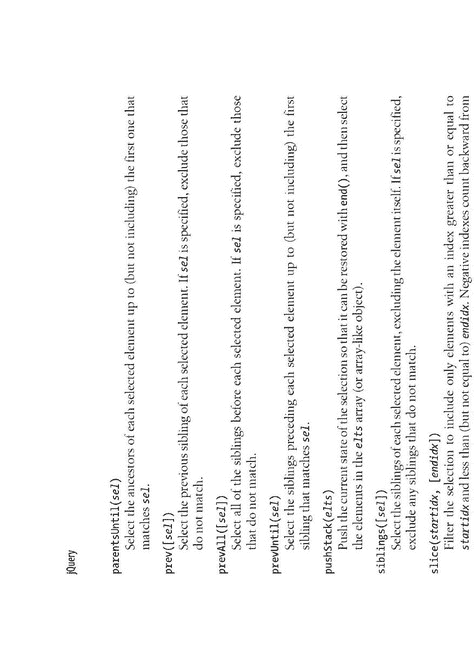 jQuery
parentsUntil(sel)
Select the ancestors of each selected element up to (but not including) the first one that
matches sel.
prev([sel])
Select the previous sibling of each selected element. If sel is specified, exclude those that
do not match.
prevAll([sel])
Select all of the siblings before each selected element. If sel is specified, exclude those
that do not match.
prevUntil(sel)
Select the siblings preceding each selected element up to (but not including) the first
sibling that matches sel.
pushStack(elts)
Push the current state of the selection so that it can be restored with end(), and then select
the elements in the elts array (or array-like object).
siblings([sel])
Select the siblings of each selected element, excluding the element itself. If sel is specified,
exclude any siblings that do not match.
slice(startidx, [endidx])
Filter the selection to include only elements with an index greater than or equal to
startidx and less than (but not equal to) endidx. Negative indexes count backward from